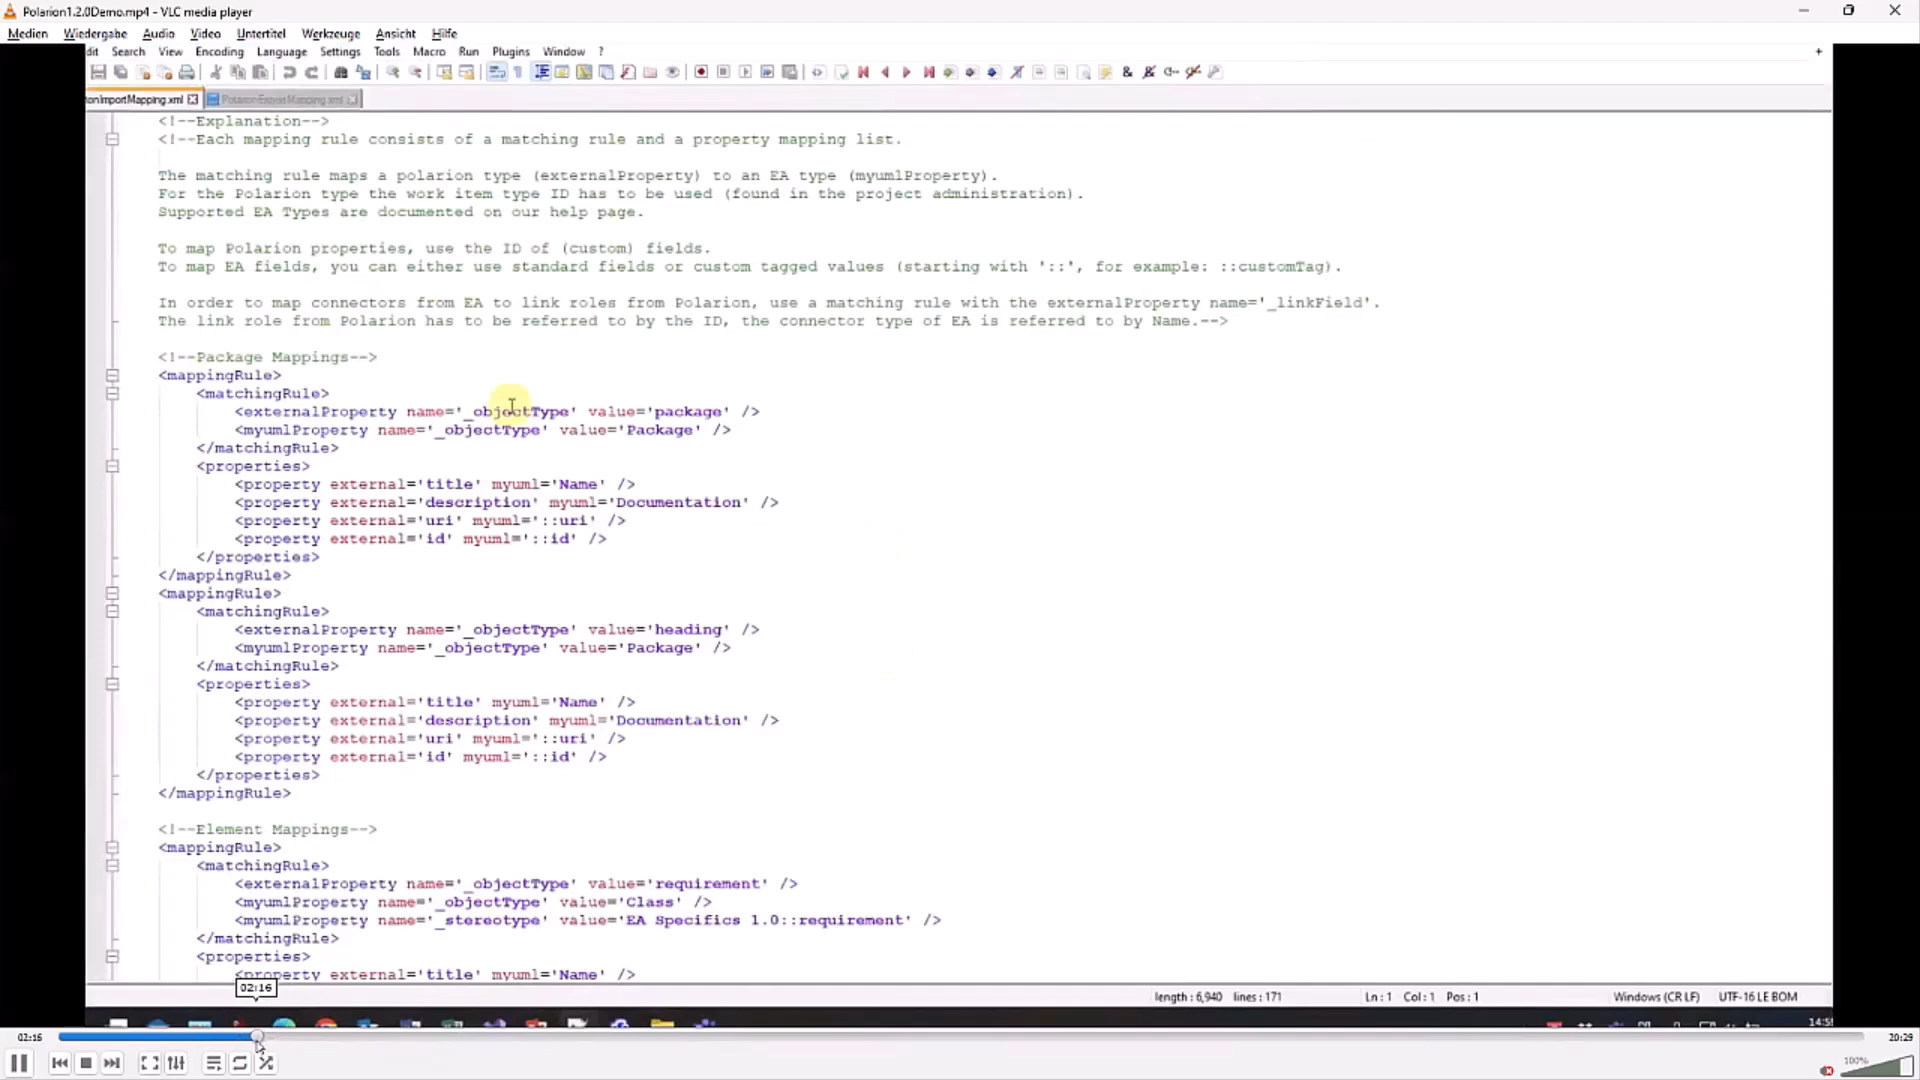 Polarion1.2.0Demo.mp4 - VLC media player
Medien Wiedergabe Audio Video Untertitel Werkzeuge Ansicht Hilfe
dit Search View Encoding Language Settings Tools Macro Run Plugins Window ? +
onImportMapping.xml PolarionExportMapping.xml
<!--Explanation-->
<!--Each mapping rule consists of a matching rule and a property mapping list.
The matching rule maps a polarion type (externalProperty) to an EA type (myumlProperty).
For the Polarion type the work item type ID has to be used (found in the project administration).
Supported EA Types are documented on our help page.
To map Polarion properties, use the ID of (custom) fields.
To map EA fields, you can either use standard fields or custom tagged values (starting with '::', for example: ::customTag).
In order to map connectors from EA to link roles from Polarion, use a matching rule with the externalProperty name='_linkField'.
The link role from Polarion has to be referred to by the ID, the connector type of EA is referred to by Name.-->
<!--Package Mappings-->
<mappingRule>
<matchingRule>
<externalProperty name='_objectType' value='package' />
<myumlProperty name='_objectType' value='Package' />
</matchingRule>
<properties>
<property external='title' myuml='Name' />
<property external='description' myuml='Documentation' />
<property external='uri' myuml='::uri' />
<property external='id' myuml='::id' />
</properties>
</mappingRule>
<mappingRule>
<matchingRule>
<externalProperty name='_objectType' value='heading' />
<myumlProperty name='_objectType' value='Package' />
</matchingRule>
<properties>
<property external='title' myuml='Name' />
<property external='description' myuml='Documentation' />
<property external='uri' myuml='::uri' />
<property external='id' myuml='::id' />
</properties>
</mappingRule>
<!--Element Mappings-->
<mappingRule>
<matchingRule>
<externalProperty name='_objectType' value='requirement' />
<myumlProperty name='_objectType' value='Class' />
<myumlProperty name='_stereotype' value='EA Specifics 1.0::requirement' />
</matchingRule>
<properties>
<property external='title' myuml='Name' />
02:16
length : 6,940 lines : 171 Ln : 1 Col : 1 Pos : 1 Windows (CR LF) UTF-16 LE BOM
02:16 20:29
100%